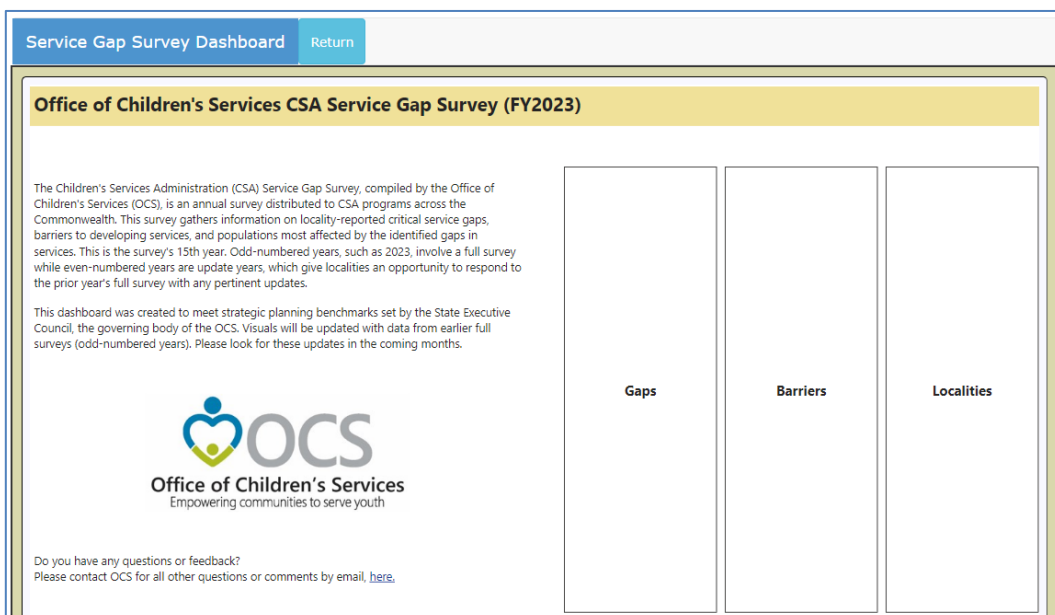 Service Gap Survey Dashboard
Return
Office of Children's Services CSA Service Gap Survey (FY2023)
The Children's Services Administration (CSA) Service Gap Survey, compiled by the Office of
Children's Services (OCS), is an annual survey distributed to CSA programs across the
Commonwealth. This survey gathers information on locality-reported critical service gaps,
barriers to developing services, and populations most affected by the identified gaps in
services. This is the survey's 15th year. Odd-numbered years, such as 2023, involve a full survey
while even-numbered years are update years, which give localities an opportunity to respond to
the prior year's full survey with any pertinent updates.
This dashboard was created to meet strategic planning benchmarks set by the State Executive
Council, the governing body of the OCS. Visuals will be updated with data from earlier full
surveys (odd-numbered years). Please look for these updates in the coming months.
OCS
Office of Children's Services
Empowering communities to serve youth
Do you have any questions or feedback?
Please contact OCS for all other questions or comments by email, here.
Gaps
Barriers
Localities